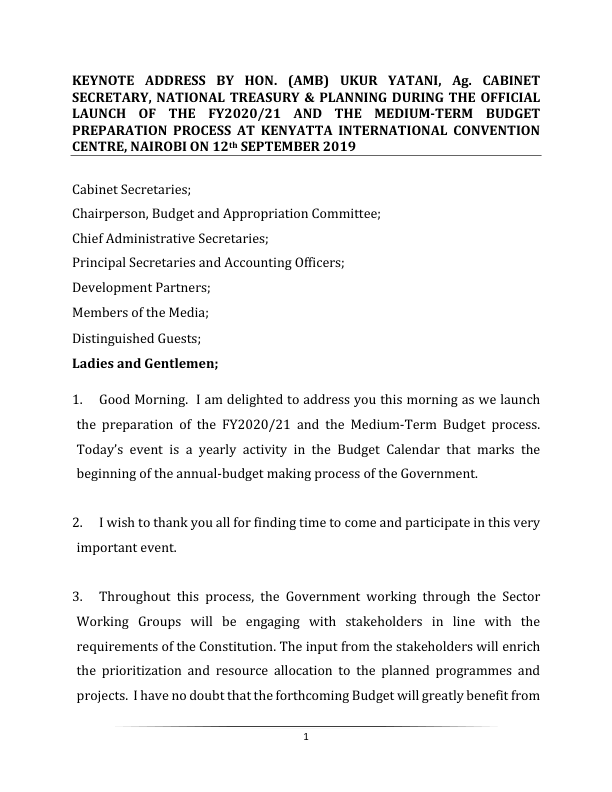 KEYNOTE ADDRESS BY HON. (AMB) UKUR YATANI, Ag. CABINET
SECRETARY, NATIONAL TREASURY & PLANNING DURING THE OFFICIAL
LAUNCH OF THE FY2020/21 AND THE MEDIUM-TERM BUDGET
PREPARATION PROCESS AT KENYATTA INTERNATIONAL CONVENTION
CENTRE, NAIROBI ON 12th SEPTEMBER 2019
Cabinet Secretaries;
Chairperson, Budget and Appropriation Committee;
Chief Administrative Secretaries;
Principal Secretaries and Accounting Officers;
Development Partners;
Members of the Media;
Distinguished Guests;
Ladies and Gentlemen;
1. Good Morning. I am delighted to address you this morning as we launch
the preparation of the FY2020/21 and the Medium-Term Budget process.
Today’s event is a yearly activity in the Budget Calendar that marks the
beginning of the annual-budget making process of the Government.
2. I wish to thank you all for finding time to come and participate in this very
important event.
3. Throughout this process, the Government working through the Sector
Working Groups will be engaging with stakeholders in line with the
requirements of the Constitution. The input from the stakeholders will enrich
the prioritization and resource allocation to the planned programmes and
projects. I have no doubt that the forthcoming Budget will greatly benefit from
1